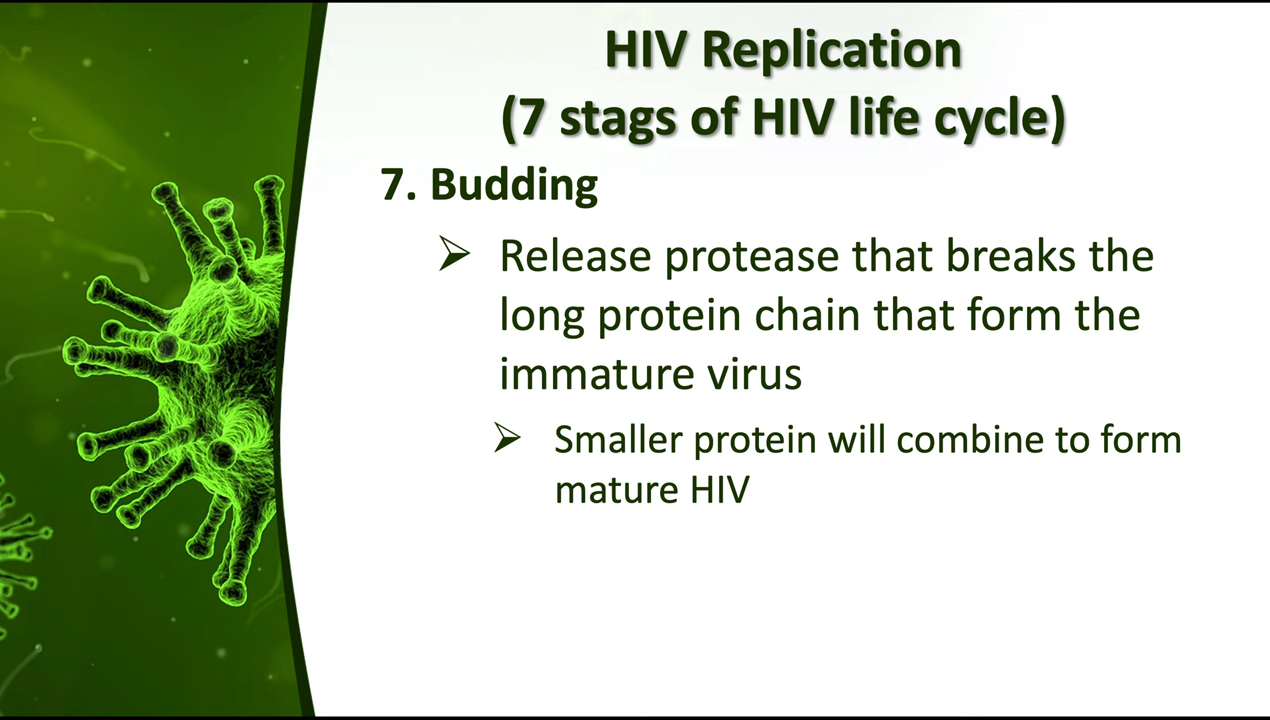 HIV Replication
(7 stags of HIV life cycle)
7. Budding
➢ Release protease that breaks the
long protein chain that form the
immature virus
➢ Smaller protein will combine to form
mature HIV